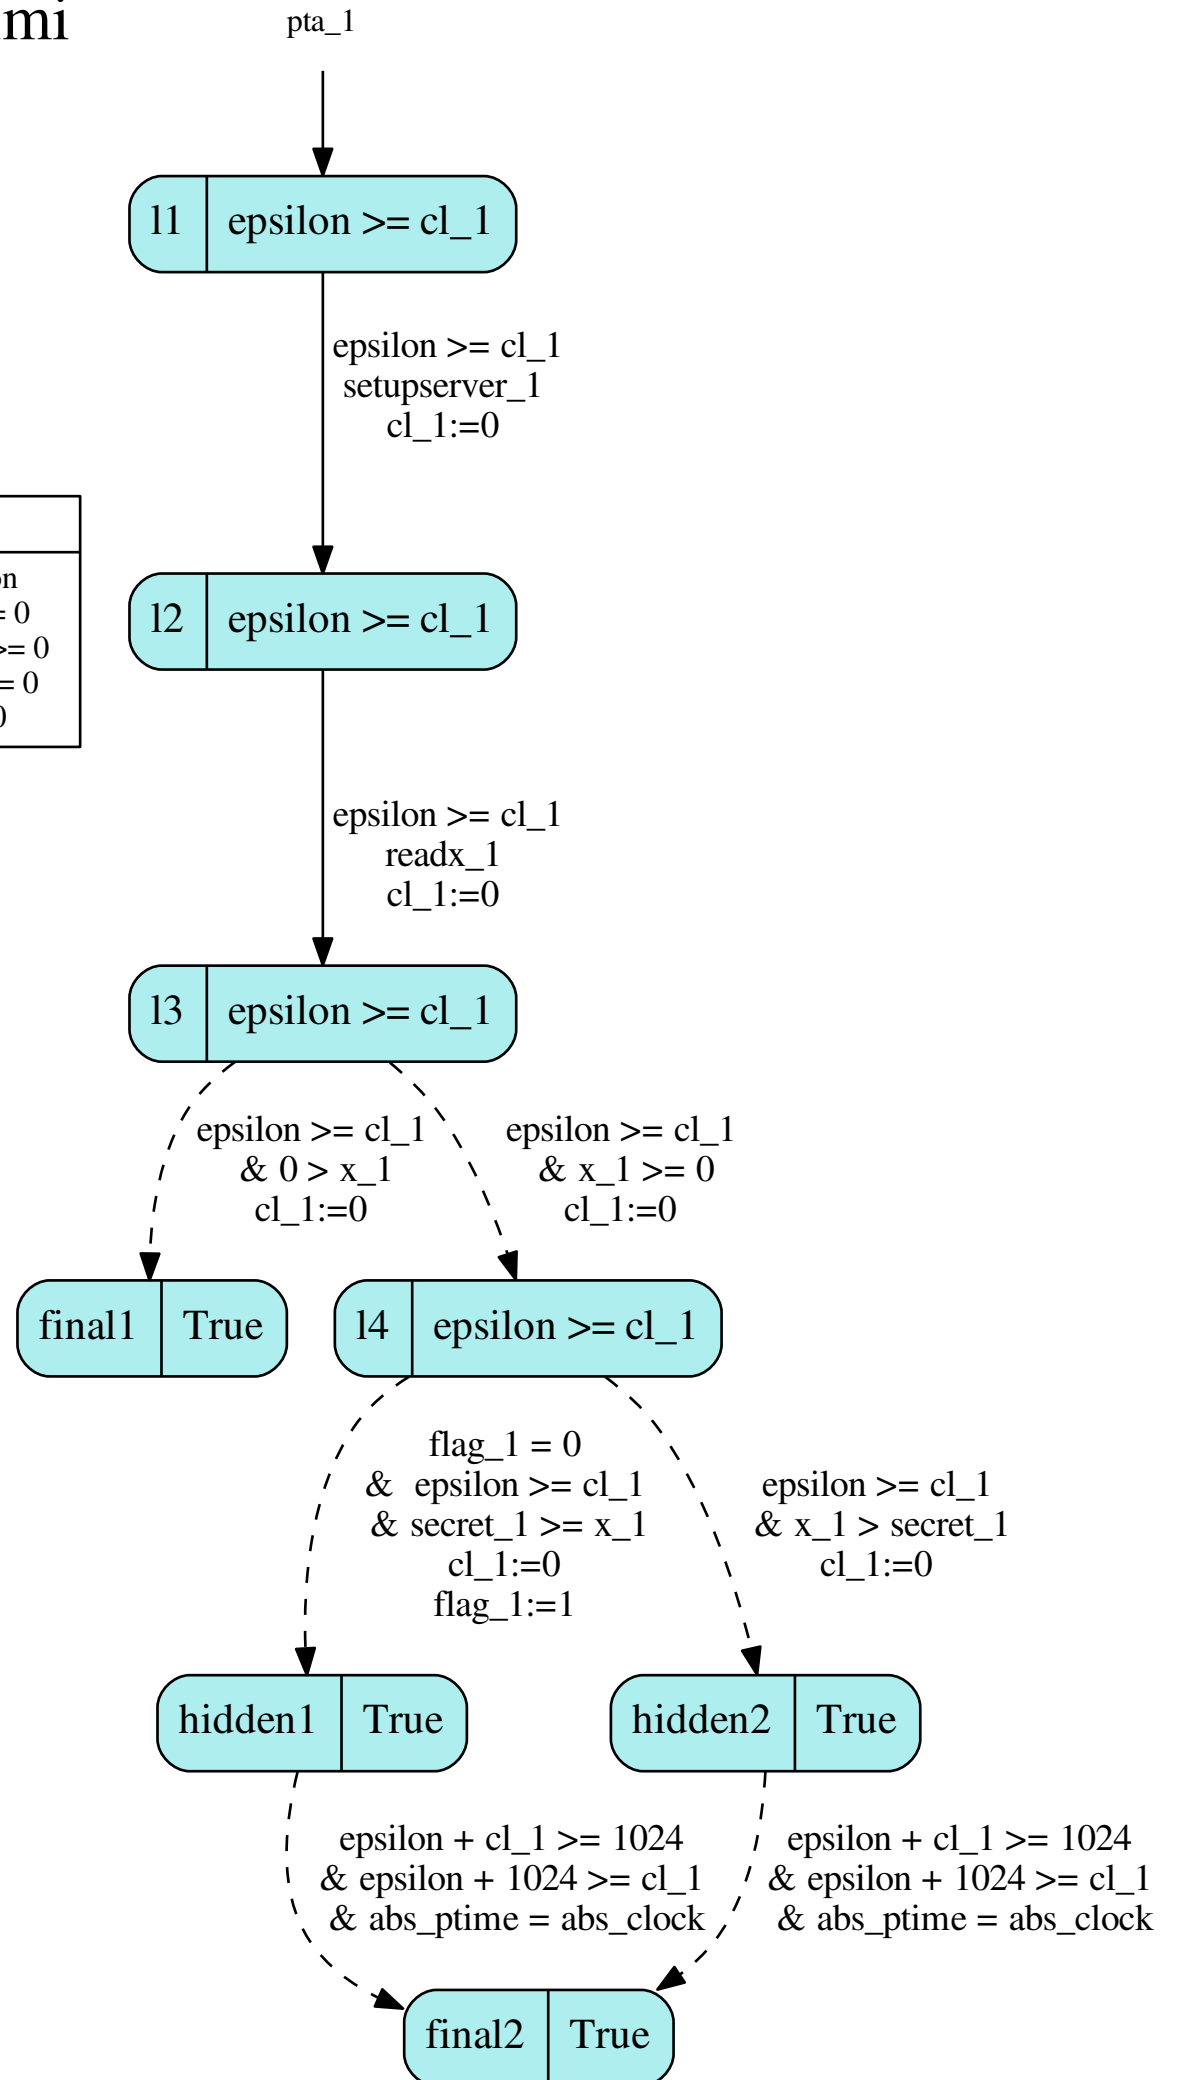 pta_1
l1 epsilon >= cl_1
epsilon >= cl_1
setupserver_1
cl_1:=0
= 0
>= 0
= 0
l2 epsilon >= cl_1
epsilon >= cl_1
readx_1
cl_1:=0
l3 epsilon >= cl_1
epsilon >= cl_1
& 0 > x_1
cl_1:=0
epsilon >= cl_1
& x_1 >= 0
cl_1:=0
final1 True
l4 epsilon >= cl_1
flag_1 = 0
& epsilon >= cl_1
& secret_1 >= x_1
cl_1:=0
flag_1:=1
epsilon >= cl_1
& x_1 > secret_1
cl_1:=0
hidden1 True
hidden2 True
epsilon + cl_1 >= 1024
& epsilon + 1024 >= cl_1
& abs_ptime = abs_clock
epsilon + cl_1 >= 1024
& epsilon + 1024 >= cl_1
& abs_ptime = abs_clock
final2 True